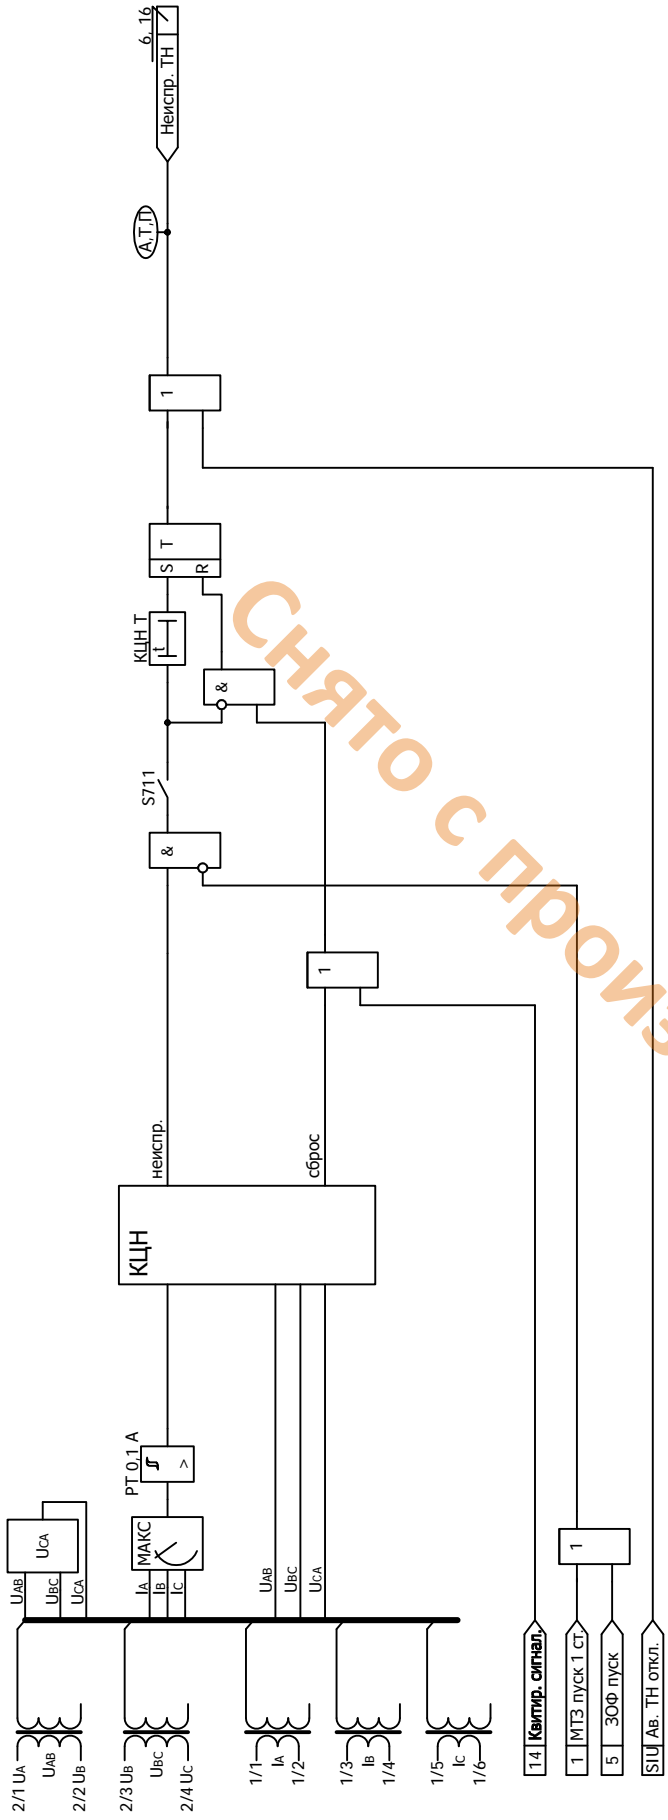 6, 16
Неиспр. ТН
А,Т,П
1
S T
R
КЦН Т
t
&
S711
&
1
неиспр.
сброс
КЦН
РТ 0,1 А
>
МАКС
IA
IB
IC
UCA
UAB
UBC
UCA
UAB
UBC
UCA
2/1 UA
UAB
2/2 UB
2/3 UB
UBC
2/4 UC
1/1
IA
1/2
1/3
IB
1/4
1/5
IC
1/6
14 Квитир. сигнал.
1 МТЗ пуск 1 ст.
5 ЗОФ пуск
1
SIU Ав. ТН откл.
Снято с произ